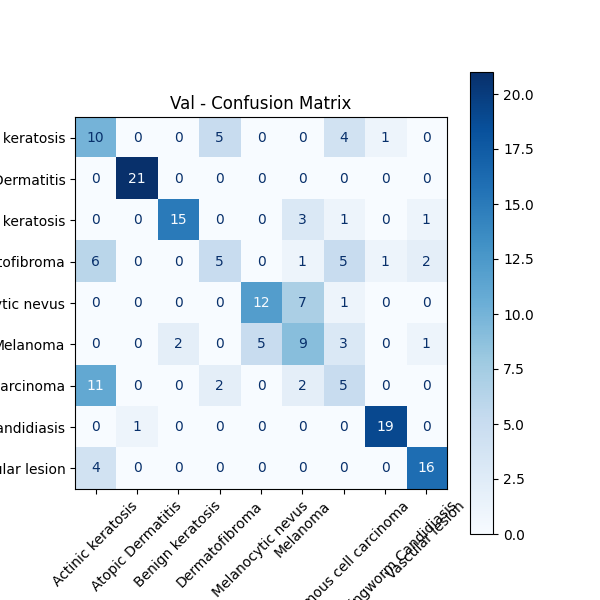 Val - Confusion Matrix
keratosis 10 0 0 5 0 0 4 1 0
Dermatitis 0 21 0 0 0 0 0 0 0
keratosis 0 0 15 0 0 3 1 0 1
tofibroma 6 0 0 5 0 1 5 1 2
ytic nevus 0 0 0 0 12 7 1 0 0
Melanoma 0 0 2 0 5 9 3 0 1
arcinoma 11 0 0 2 0 2 5 0 0
andidiasis 0 1 0 0 0 0 0 19 0
ular lesion 4 0 0 0 0 0 0 0 16
Actinic keratosis
Atopic Dermatitis
Benign keratosis
Dermatofibroma
Melanocytic nevus
Melanoma
mous cell carcinoma
ngworm Candidiasis
Vascular lesion
20.0
17.5
15.0
12.5
10.0
7.5
5.0
2.5
0.0